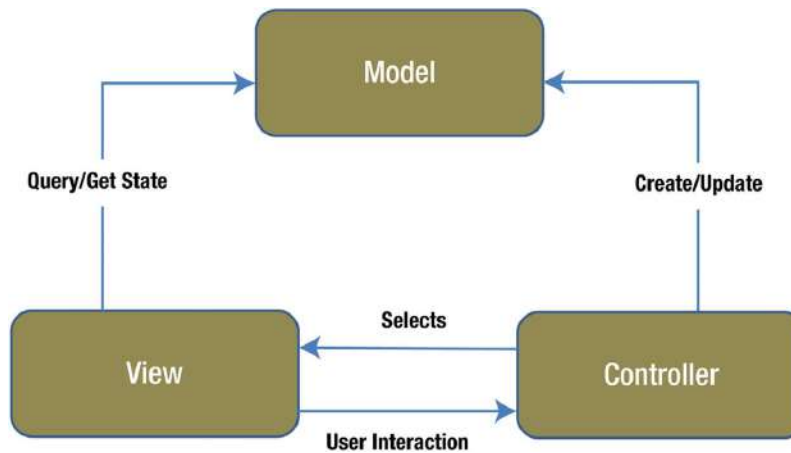 Model
Query/Get State
Create/Update
Selects
View
Controller
User Interaction